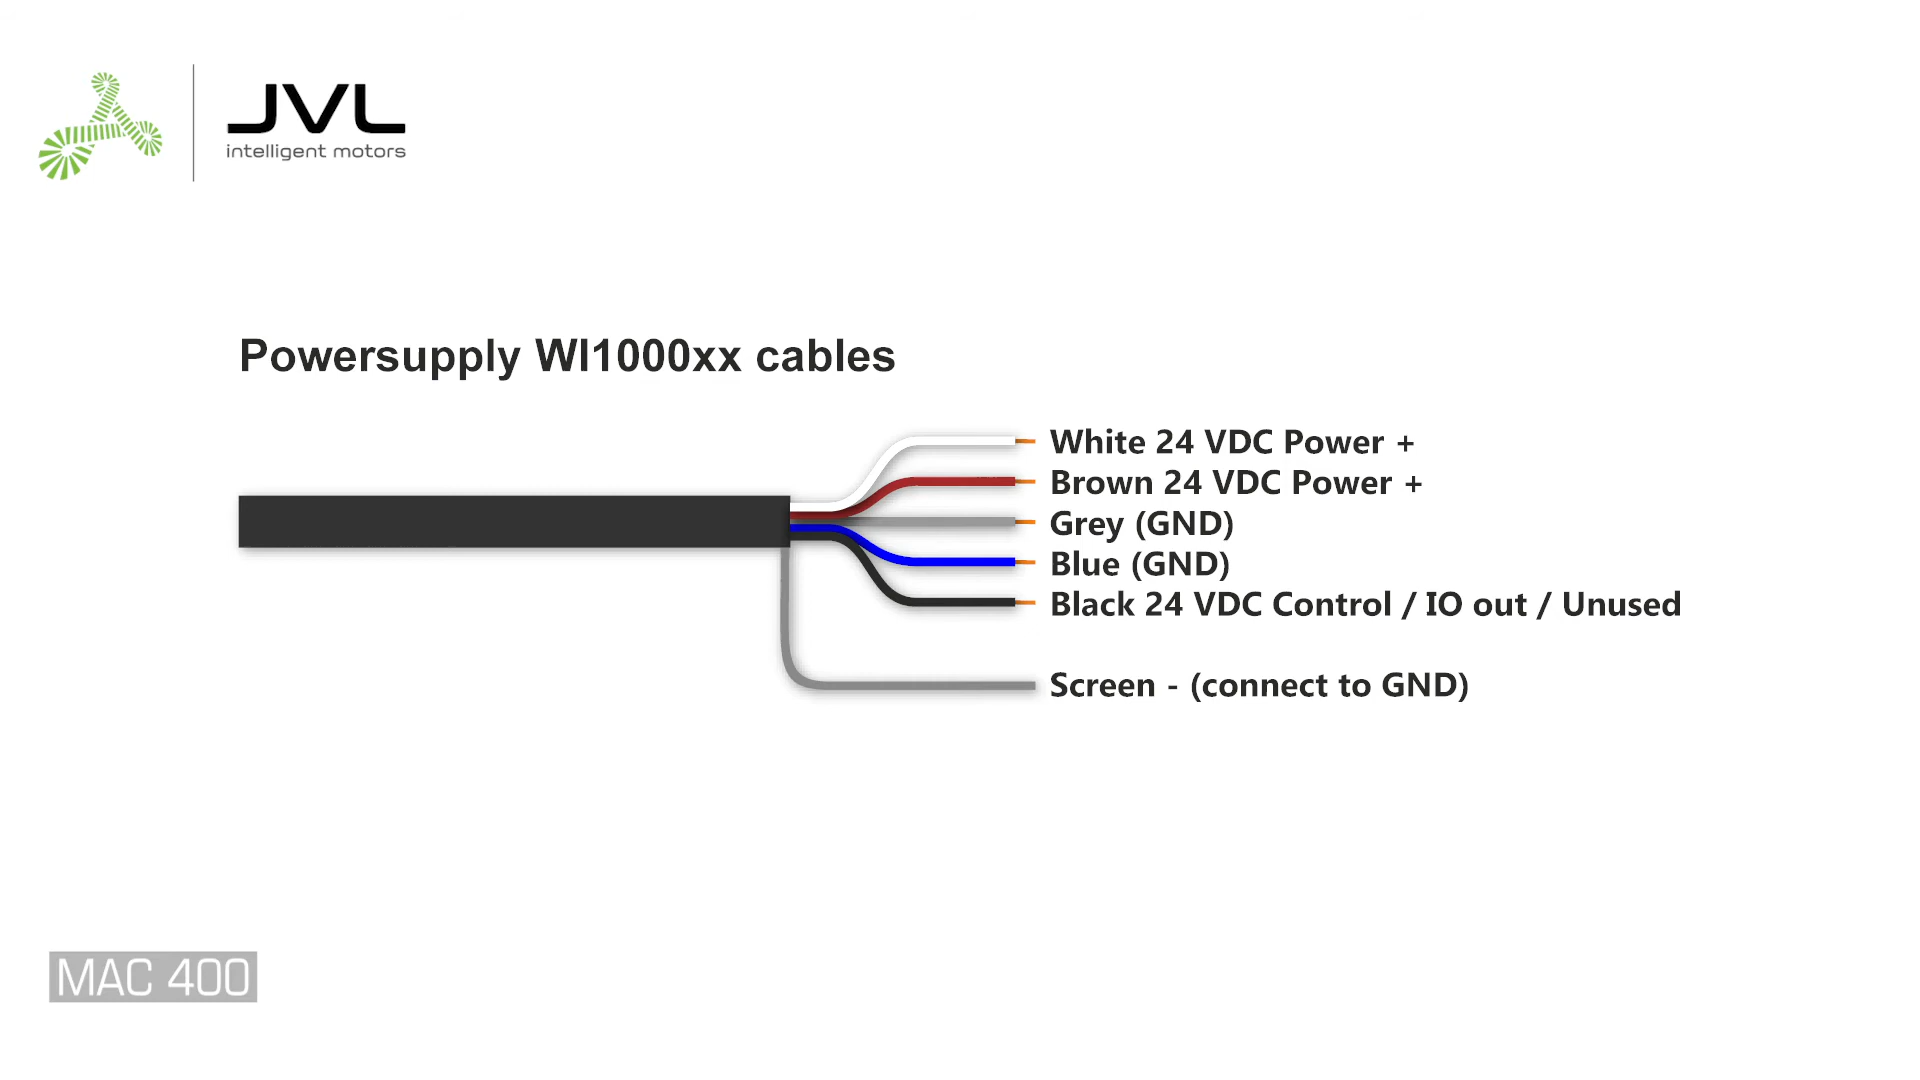 JVL
intelligent motors
Powersupply WI1000xx cables
White 24 VDC Power +
Brown 24 VDC Power +
Grey (GND)
Blue (GND)
Black 24 VDC Control / IO out / Unused
Screen - (connect to GND)
MAC 400